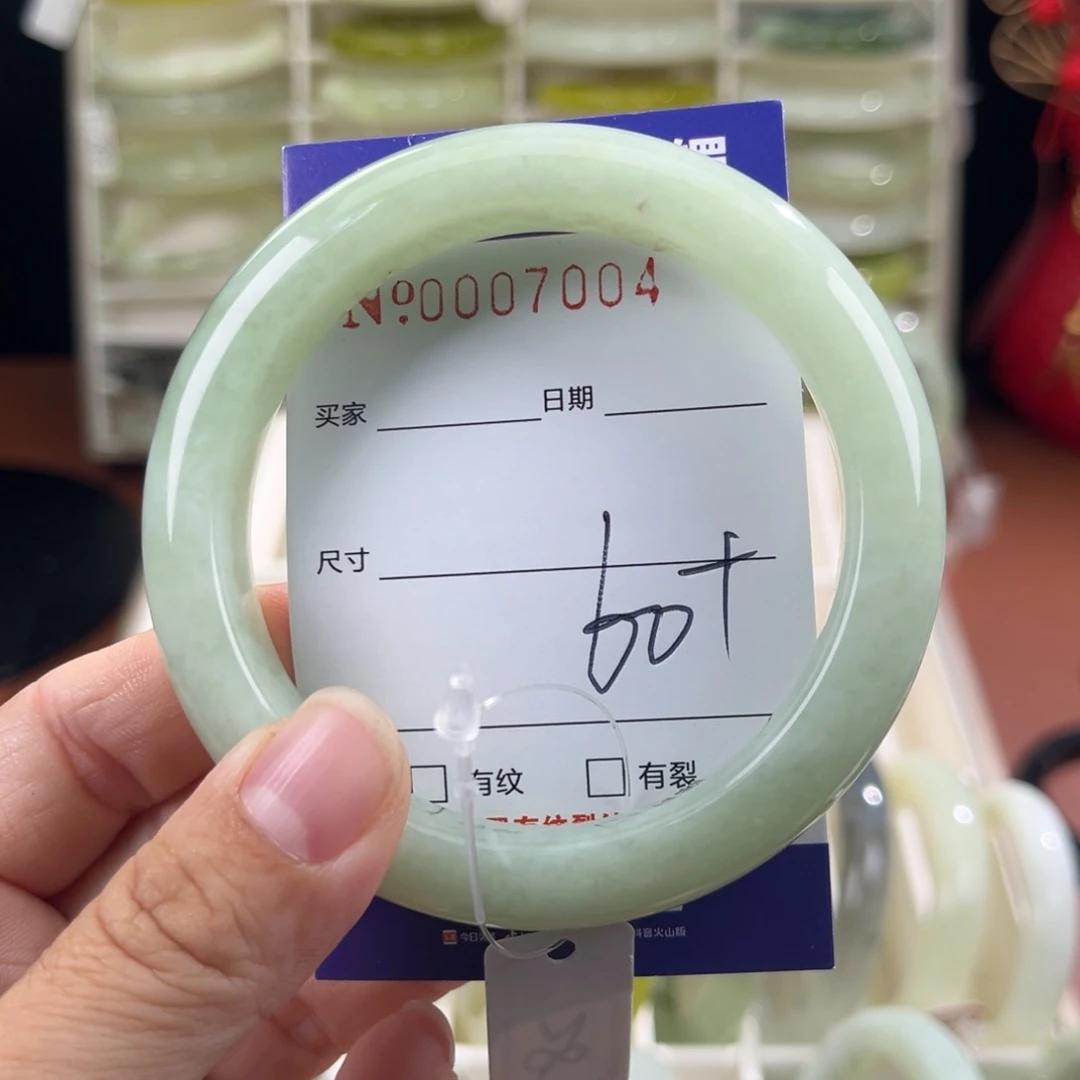 №0007004
买家 日期
尺寸 60+
有纹 有裂